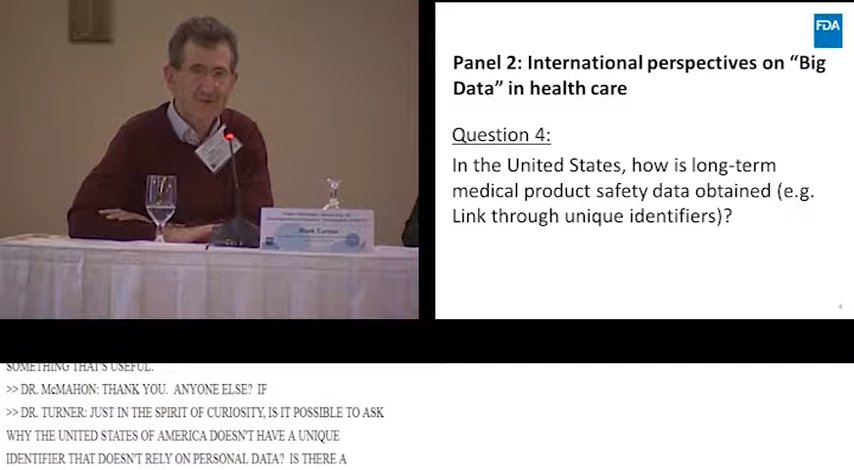 FDA
Panel 2: International perspectives on “Big
Data” in health care
Question 4:
In the United States, how is long-term
medical product safety data obtained (e.g.
Link through unique identifiers)?
4
Mark Turner
SOMETHING THAT'S USEFUL.
>> DR. McMAHON: THANK YOU. ANYONE ELSE? IF
>> DR. TURNER: JUST IN THE SPIRIT OF CURIOSITY, IS IT POSSIBLE TO ASK
WHY THE UNITED STATES OF AMERICA DOESN'T HAVE A UNIQUE
IDENTIFIER THAT DOESN'T RELY ON PERSONAL DATA? IS THERE A